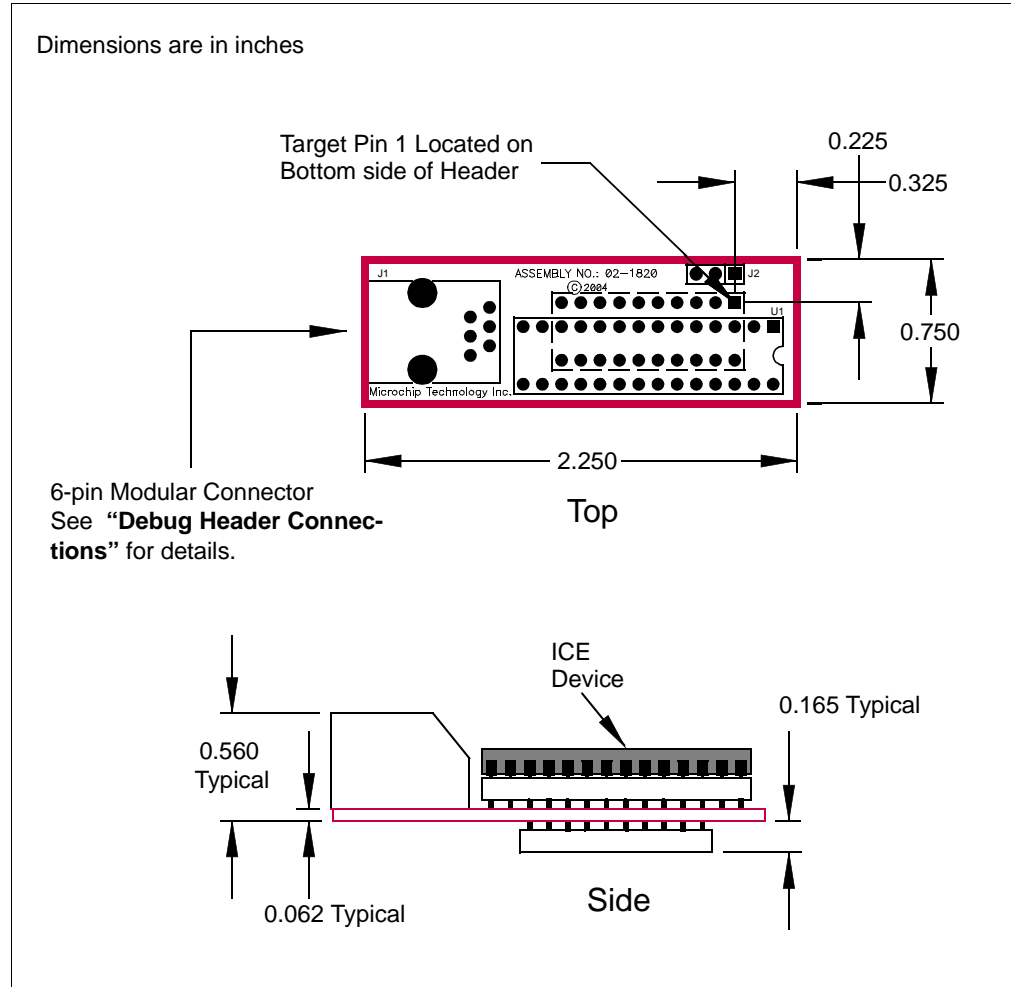 Dimensions are in inches
Target Pin 1 Located on
Bottom side of Header
0.225
0.325
J1
ASSEMBLY NO.: 02-1820
©2004
J2
U1
0.750
Microchip Technology Inc.
2.250
6-pin Modular Connector
See “Debug Header Connec-
tions” for details.
Top
ICE
Device
0.165 Typical
0.560
Typical
0.062 Typical
Side